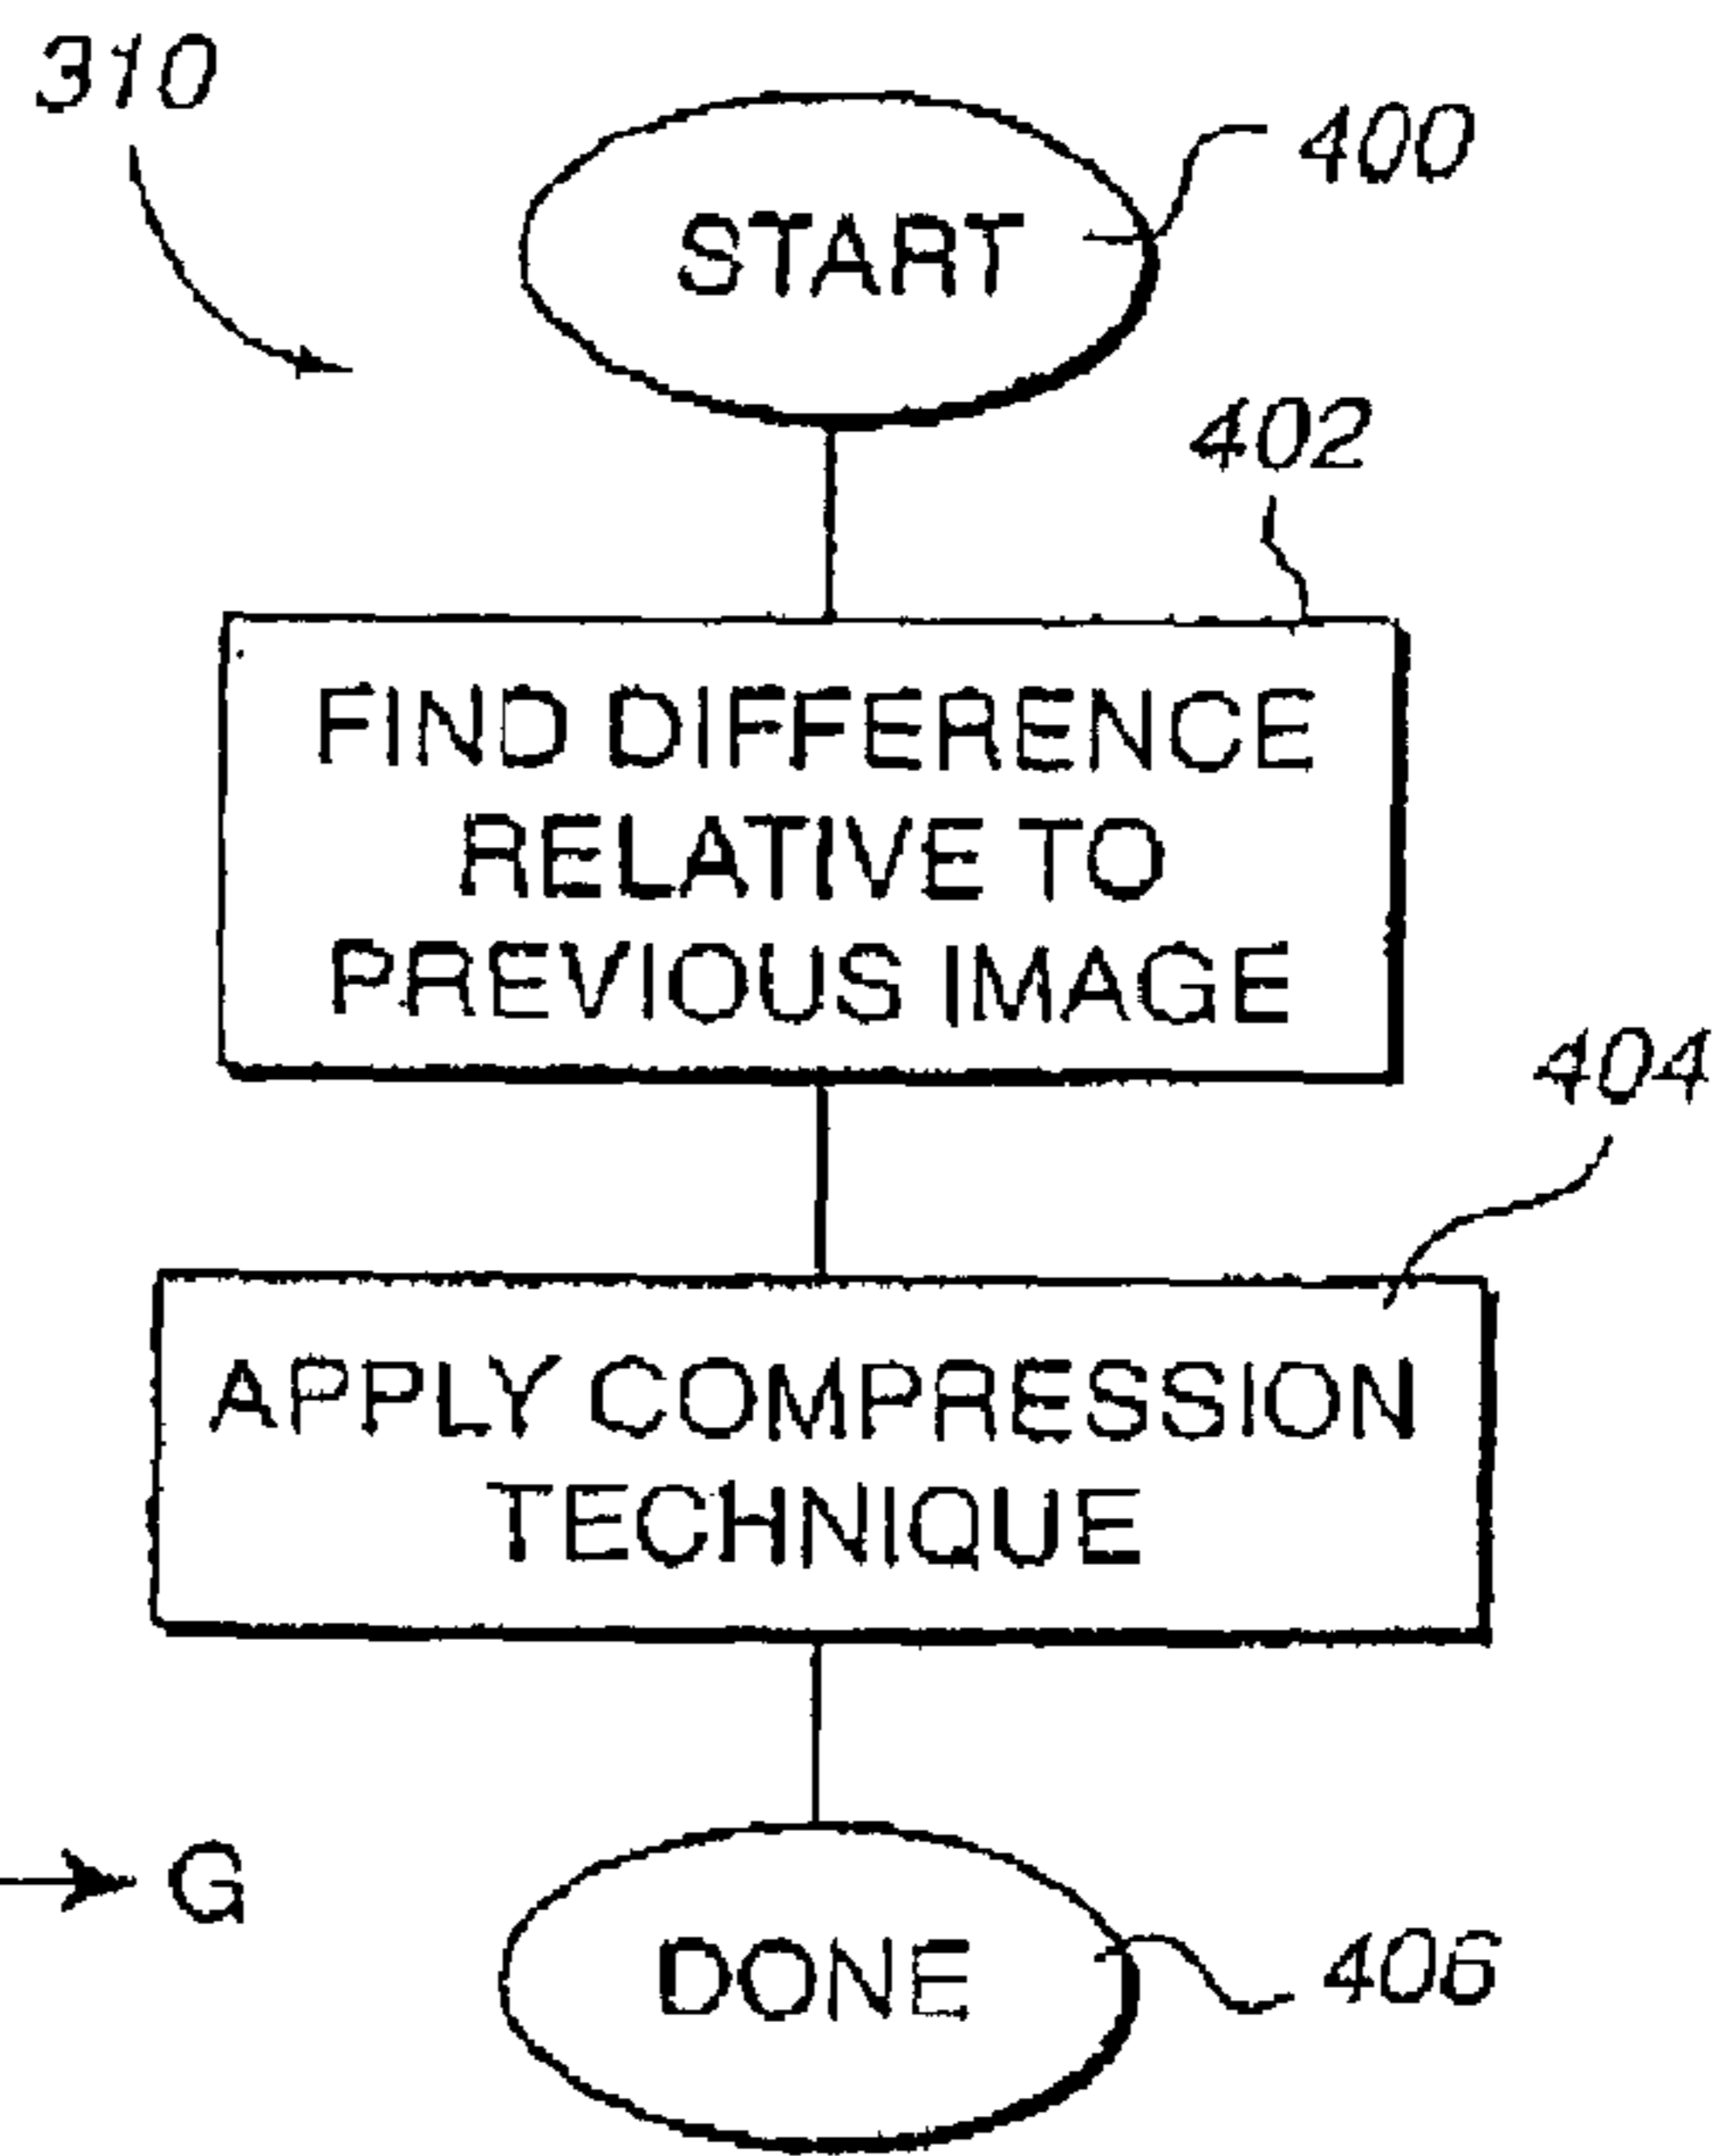 310
400
START
402
FIND DIFFERENCE
RELATIVE TO
PREVIOUS IMAGE
404
APPLY COMPRESSION
TECHNIQUE
G
DONE
406